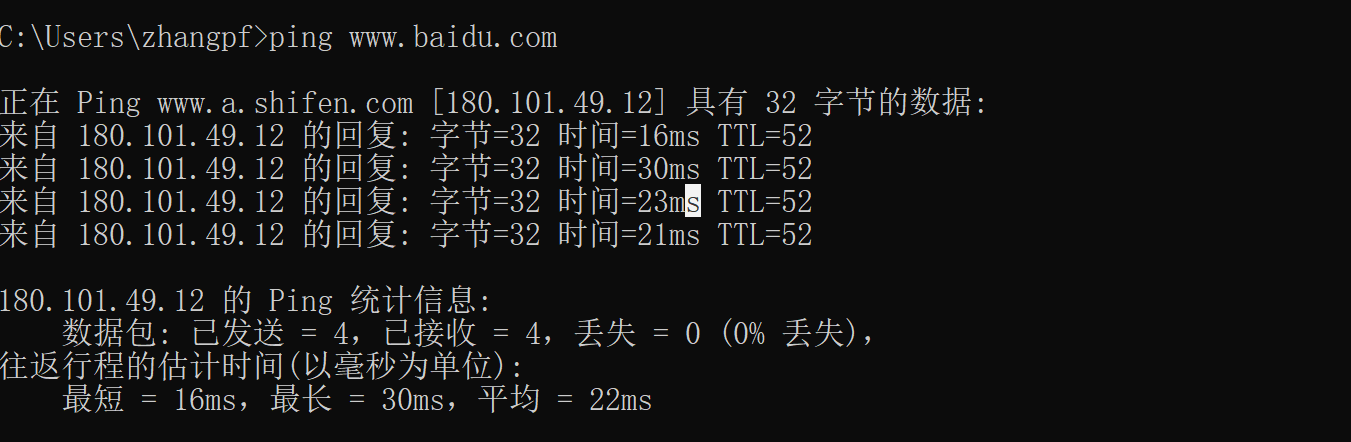 C:\Users\zhangpf>ping www.baidu.com
正在 Ping www.a.shifen.com [180.101.49.12] 具有 32 字节的数据:
来自 180.101.49.12 的回复: 字节=32 时间=16ms TTL=52
来自 180.101.49.12 的回复: 字节=32 时间=30ms TTL=52
来自 180.101.49.12 的回复: 字节=32 时间=23ms TTL=52
来自 180.101.49.12 的回复: 字节=32 时间=21ms TTL=52
180.101.49.12 的 Ping 统计信息:
数据包: 已发送 = 4，已接收 = 4，丢失 = 0 (0% 丢失)，
往返行程的估计时间(以毫秒为单位):
最短 = 16ms，最长 = 30ms，平均 = 22ms